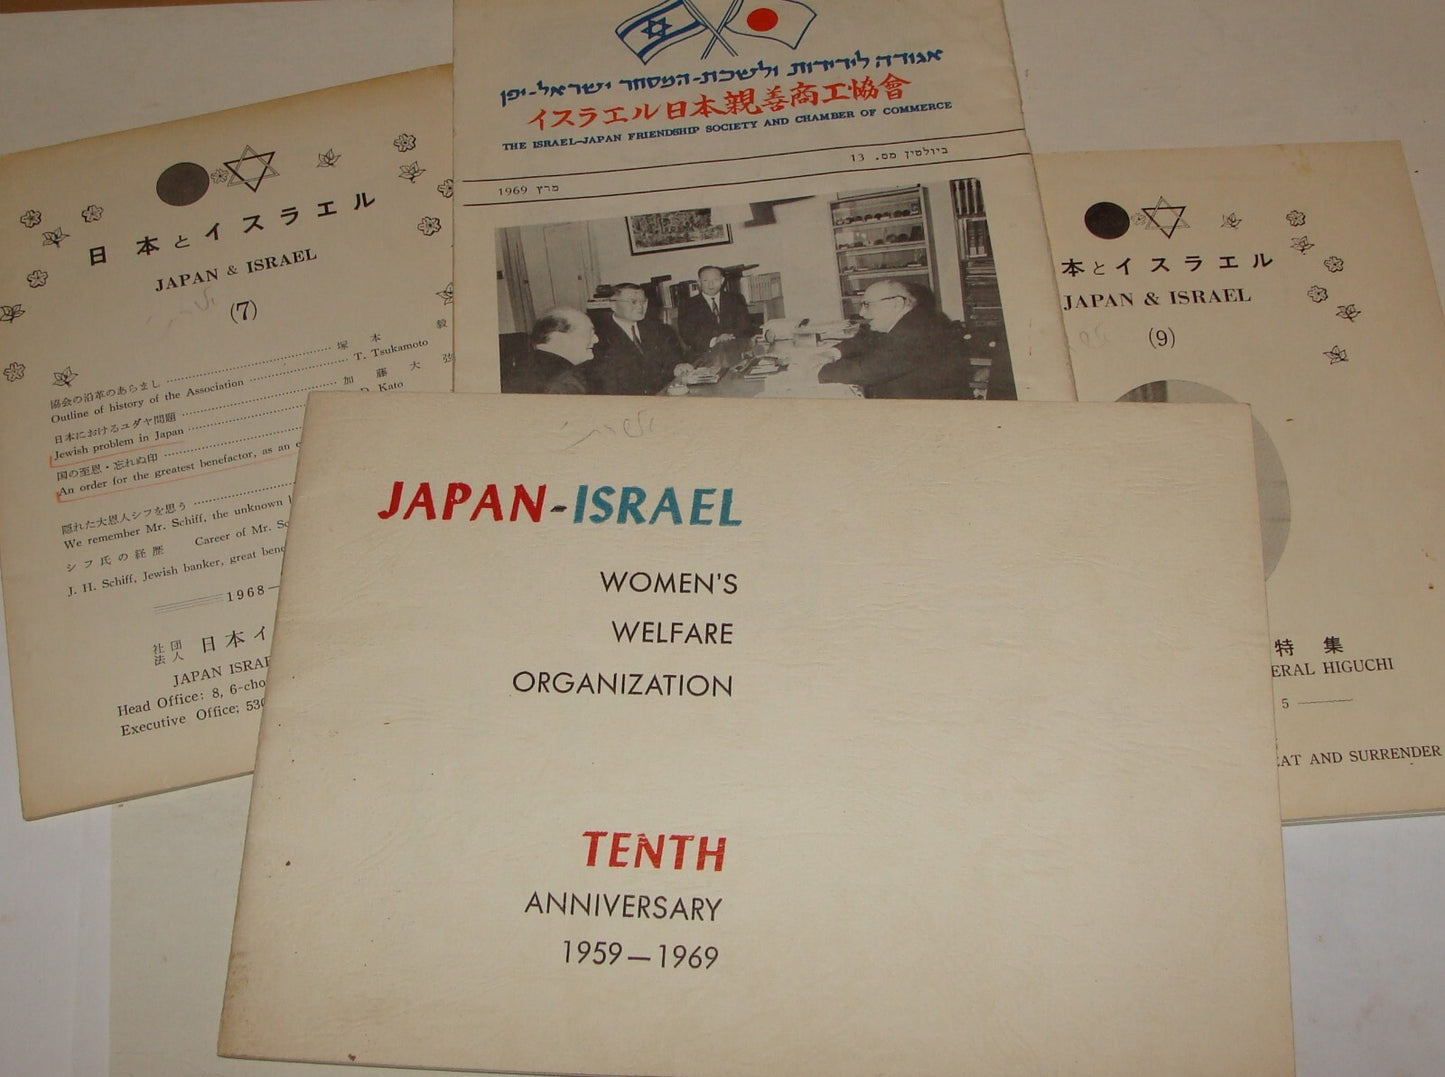 日本とイスラエル
JAPAN & ISRAEL
(7)
協会の沿革のあらまし 塚本毅
Outline of history of the Association T. Tsukamoto
日本におけるユダヤ問題 加藤大弘
Jewish problem in Japan D. Kato
国の至恩・忘れぬ印
An order for the greatest benefactor, as an
隠れた大恩人シフを思う
We remember Mr. Schiff, the unknown
シフ氏の経歴 Career of Mr.
J. H. Schiff, Jewish banker, great
1968—
社団法人 日本イ
JAPAN ISRA
Head Office: 8, 6-cho
Executive Office; 530
אגודה לידידות ולשכת-המסחר ישראל-יפן
イスラエル日本親善商工協會
THE ISRAEL-JAPAN FRIENDSHIP SOCIETY AND CHAMBER OF COMMERCE
ביולטין מס. 13
מרץ 1969
本とイスラエル
JAPAN & ISRAEL
(9)
特集
ERAL HIGUCHI
5
EAT AND SURRENDER
JAPAN-ISRAEL
WOMEN'S
WELFARE
ORGANIZATION
TENTH
ANNIVERSARY
1959—1969